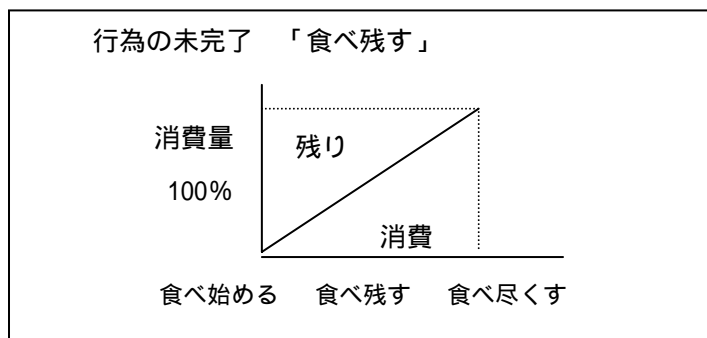 行為の未完了　「食べ残す」
消費量
残り
100%
消費
食べ始める　食べ残す　食べ尽くす